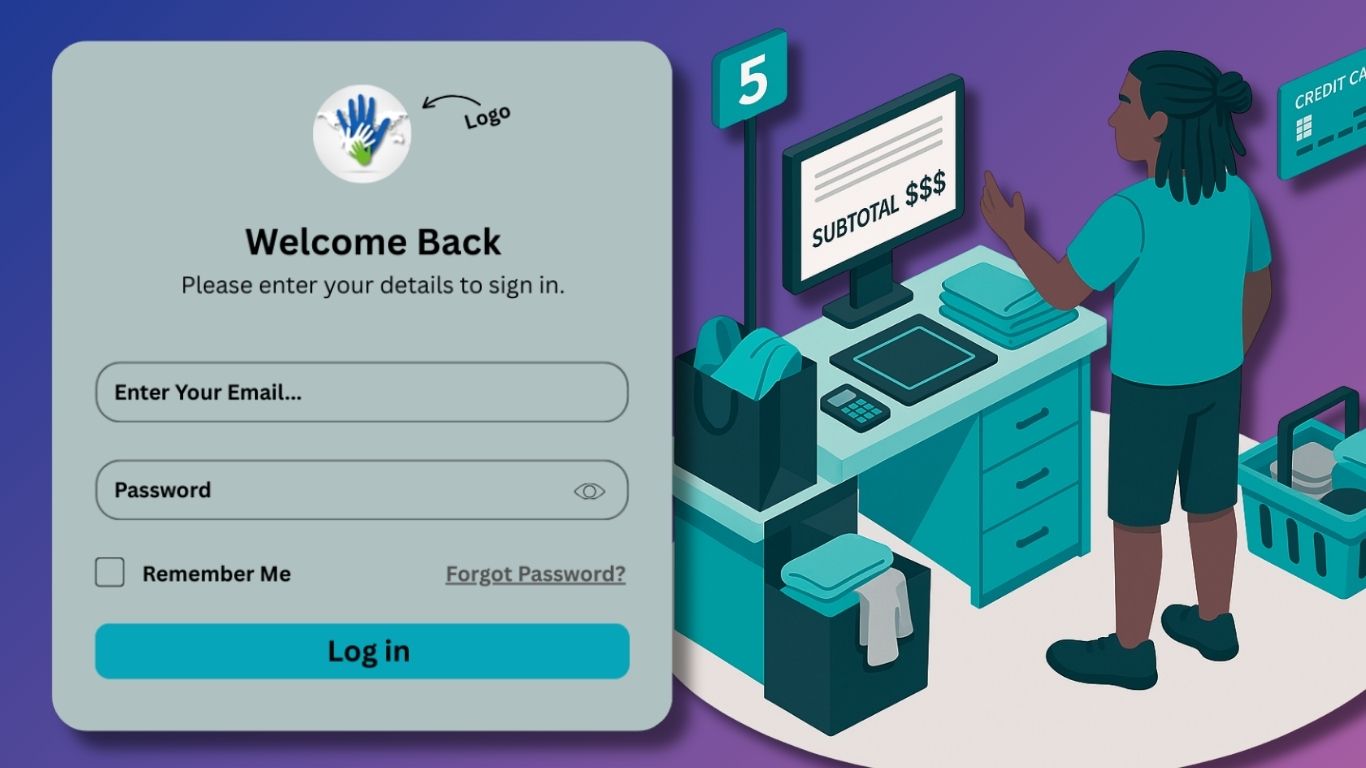 Logo
Welcome Back
Please enter your details to sign in.
Enter Your Email...
Password
Remember Me
Forgot Password?
Log in
5
SUBTOTAL $$$
CREDIT CA